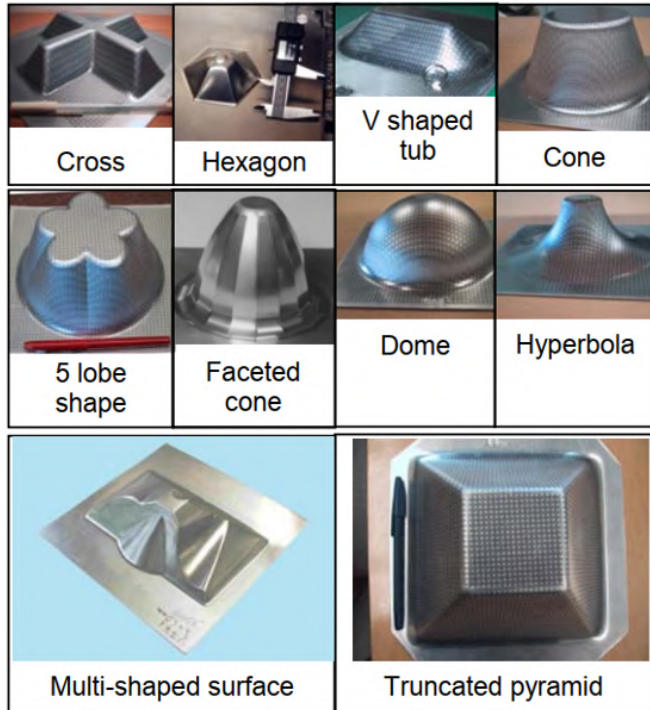 Cross
Hexagon
V shaped
tub
Cone
5 lobe
shape
Faceted
cone
Dome
Hyperbola
Multi-shaped surface
Truncated pyramid